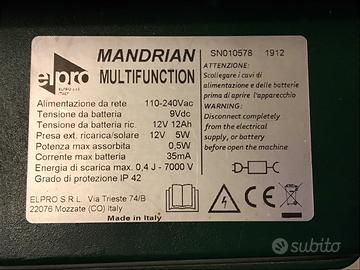 elpro
ELPRO S.R.L.
ITALY
MANDRIAN
MULTIFUNCTION
SN010578 1912
Alimentazione da rete 110-240Vac
Tensione da batteria 9Vdc
Tensione da batteria ric. 12V 12Ah
Presa ext. ricarica/solare 12V 5W
Potenza max assorbita 0,5W
Corrente max batteria 35mA
Energia di scarica max. 0,4 J - 7000 V
Grado di protezione IP 42
ATTENZIONE:
Scollegare i cavi di
alimentazione e delle batterie
prima di aprire l'apparecchio
WARNING:
Disconnect completely
from the electrical
supply, or battery
before open the machine
ELPRO S.R.L. Via Trieste 74/B
22076 Mozzate (CO) Italy
Made in Italy
CE
subito